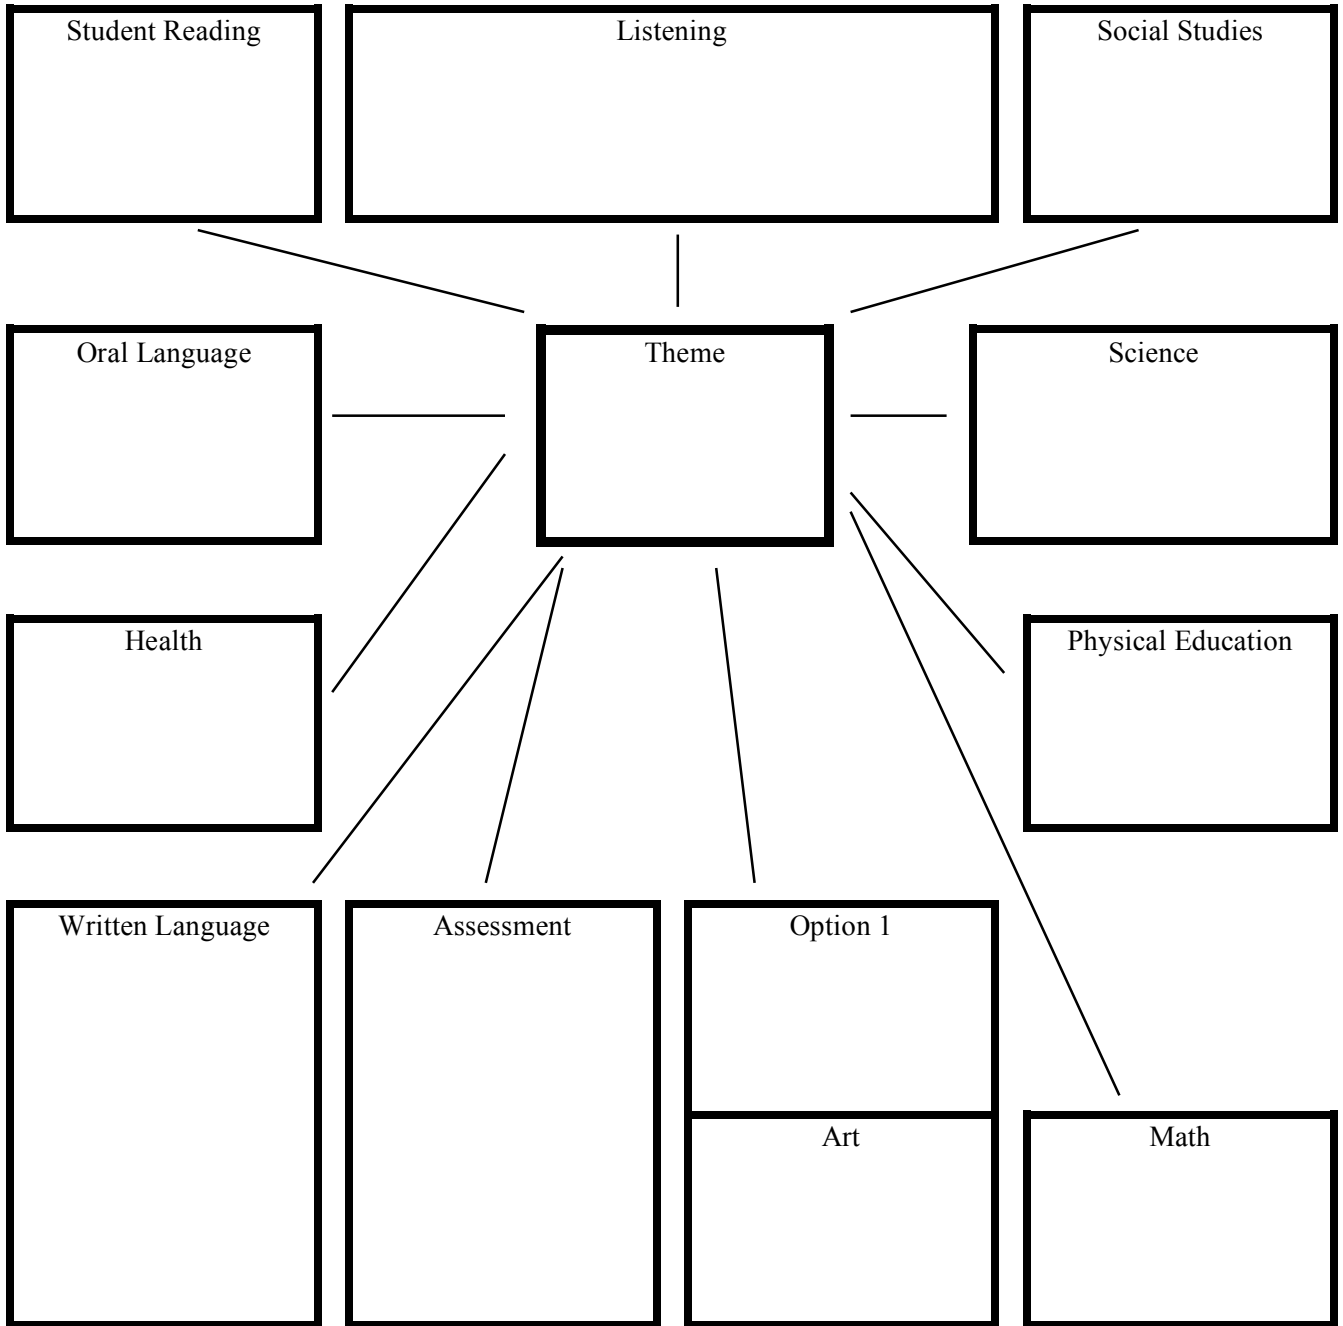 Student Reading
Listening
Social Studies
Oral Language
Theme
Science
Health
Physical Education
Written Language
Assessment
Option 1
Art
Math